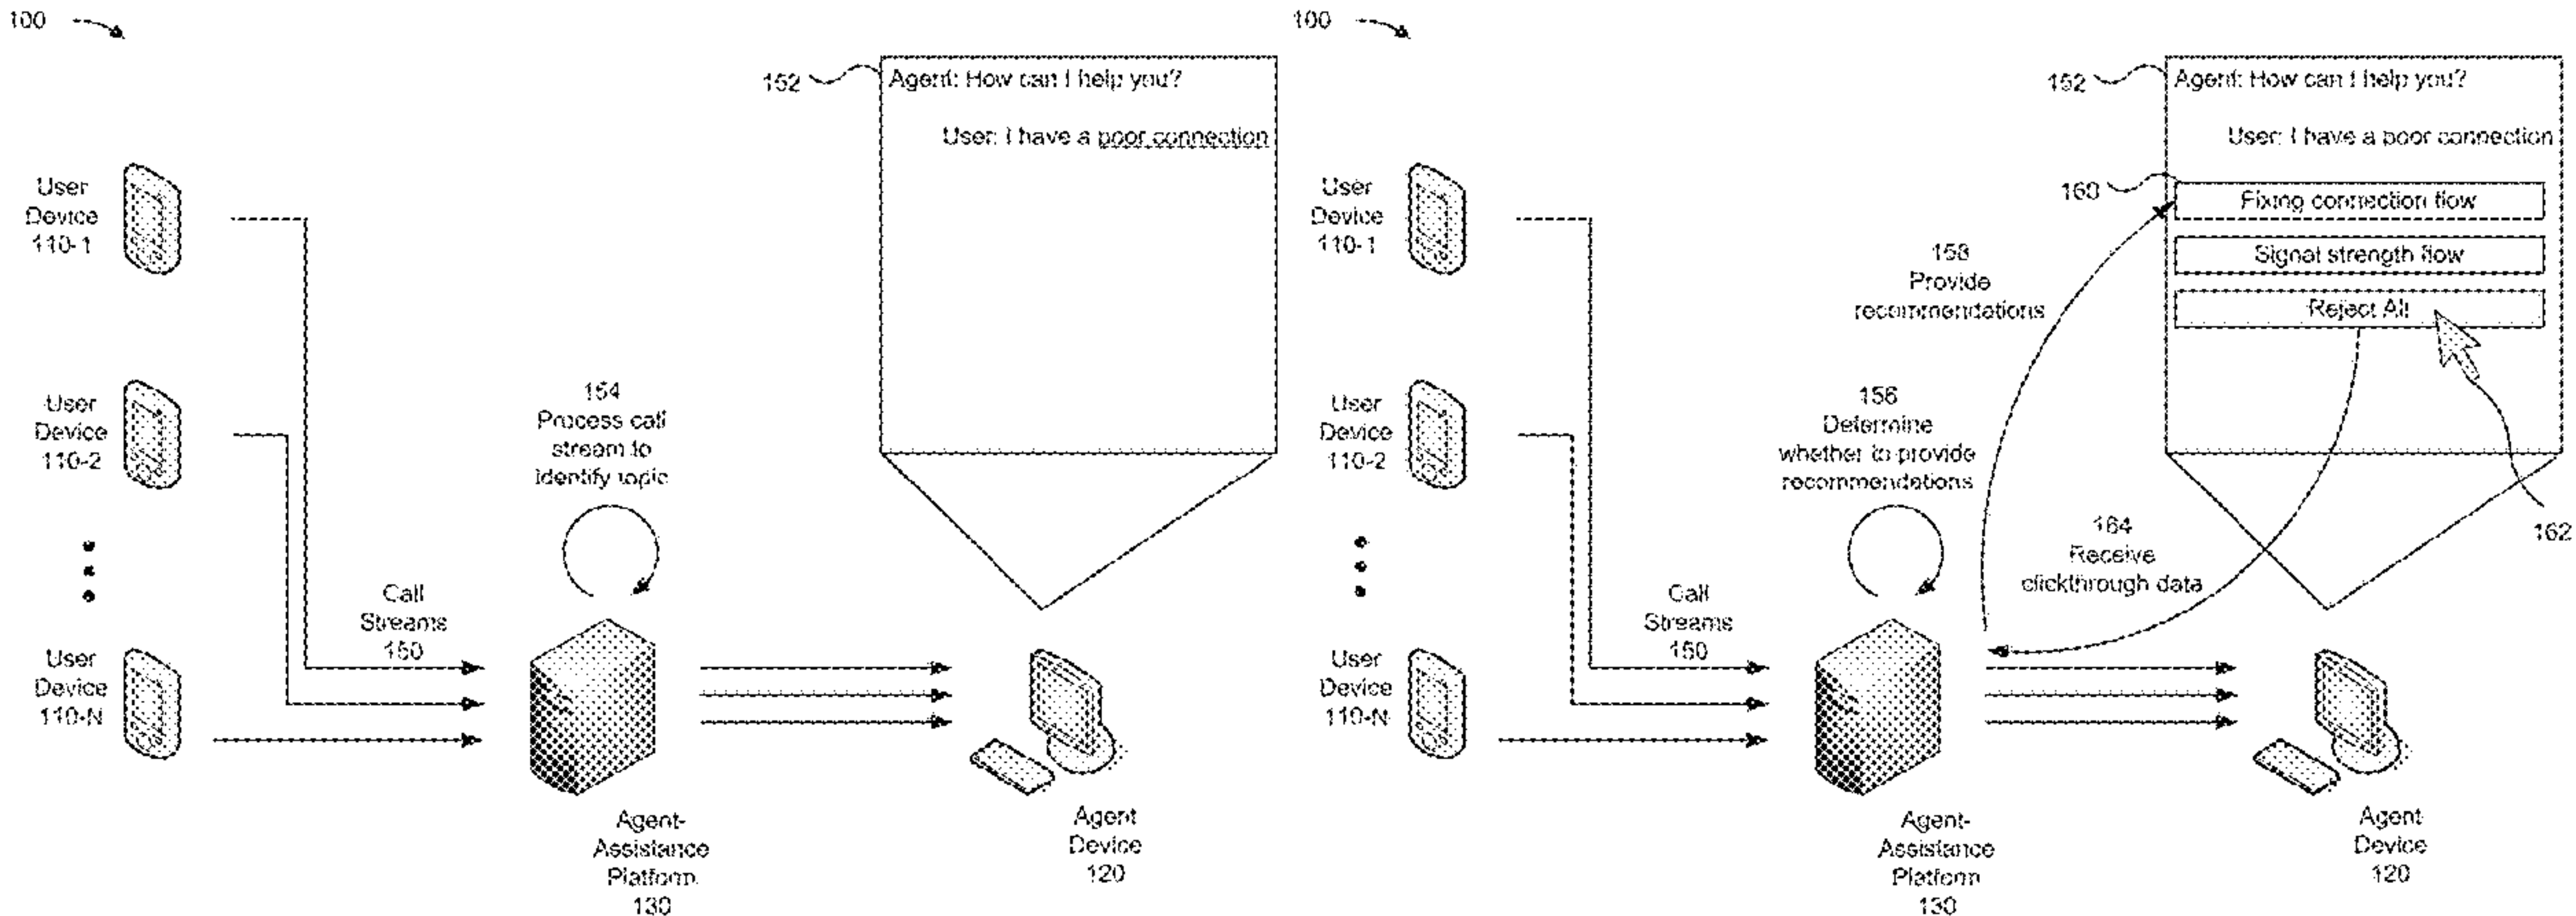 100
152
Agent: How can I help you?
User: I have a poor connection
User
Device
110-1
User
Device
110-2
154
Process call
stream to
identify topic
Call
Streams
150
User
Device
110-N
Agent-
Assistance
Platform
130
Agent
Device
120
100
152
Agent: How can I help you?
User: I have a poor connection
160
Fixing connection flow
Signal strength flow
Reject All
User
Device
110-1
158
Provide
recommendations
User
Device
110-2
156
Determine
whether to provide
recommendations
162
164
Receive
clickthrough data
Call
Streams
150
User
Device
110-N
Agent-
Assistance
Platform
130
Agent
Device
120